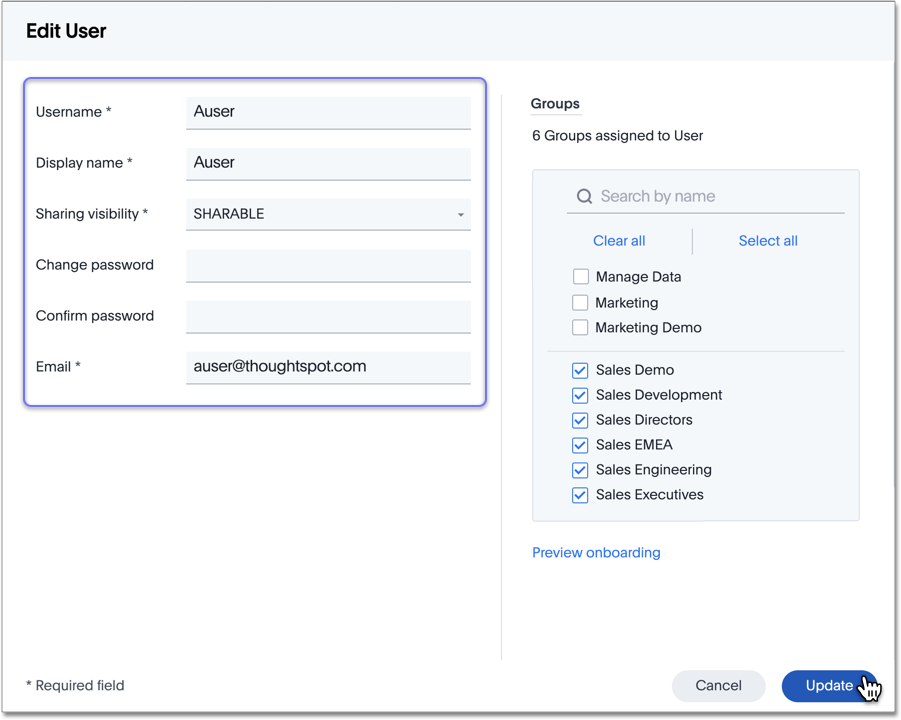 Edit User
Username *
Auser
Display name *
Auser
Sharing visibility *
SHARABLE
Change password
Confirm password
Email *
auser@thoughtspot.com
Groups
6 Groups assigned to User
Search by name
Clear all
Select all
Manage Data
Marketing
Marketing Demo
Sales Demo
Sales Development
Sales Directors
Sales EMEA
Sales Engineering
Sales Executives
Preview onboarding
* Required field
Cancel
Update